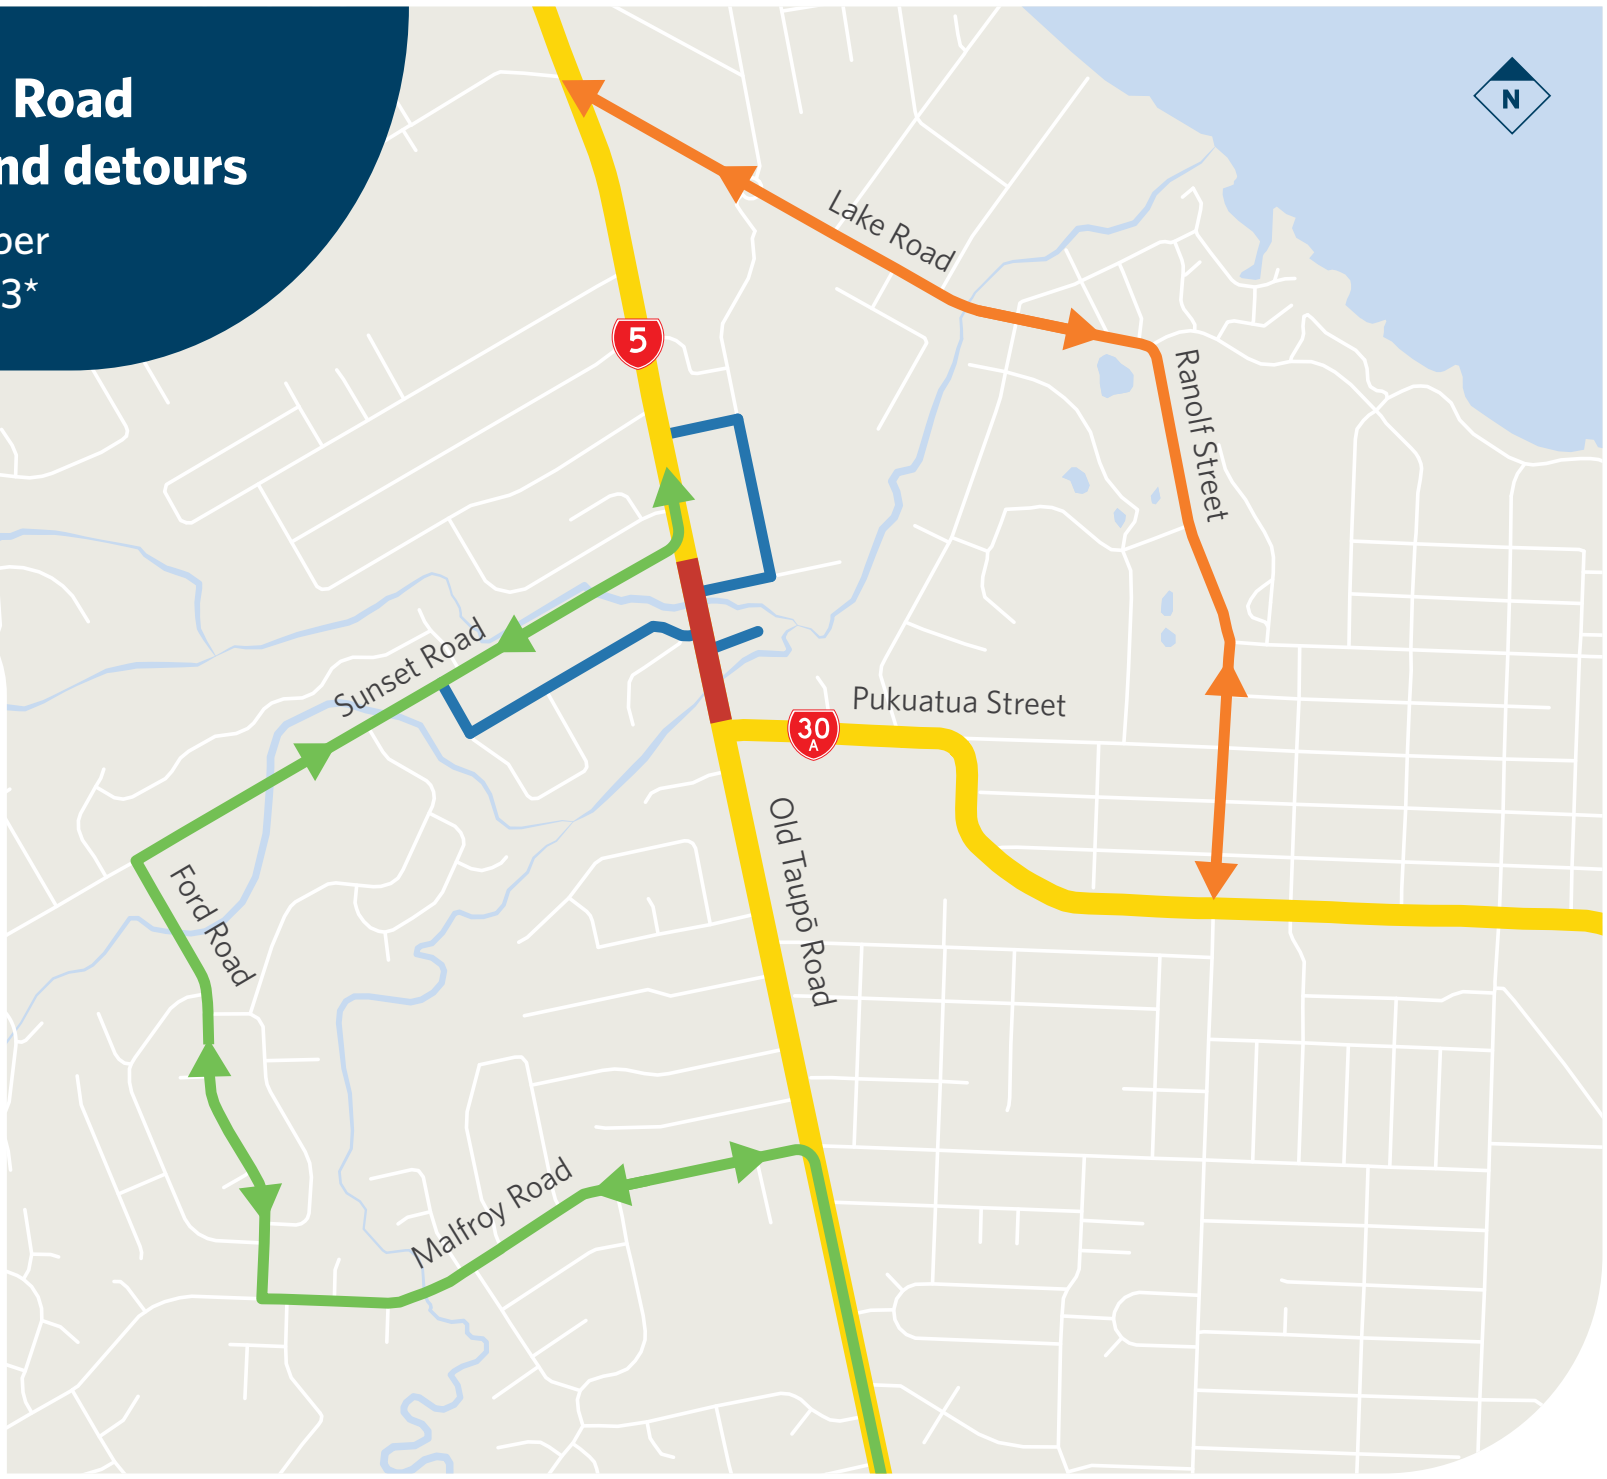 Road
nd detours
ber
3*
N
Lake Road
5
Ranolf Street
Sunset Road
Pukuatua Street
30
A
Old Taupō Road
Ford Road
Malfroy Road